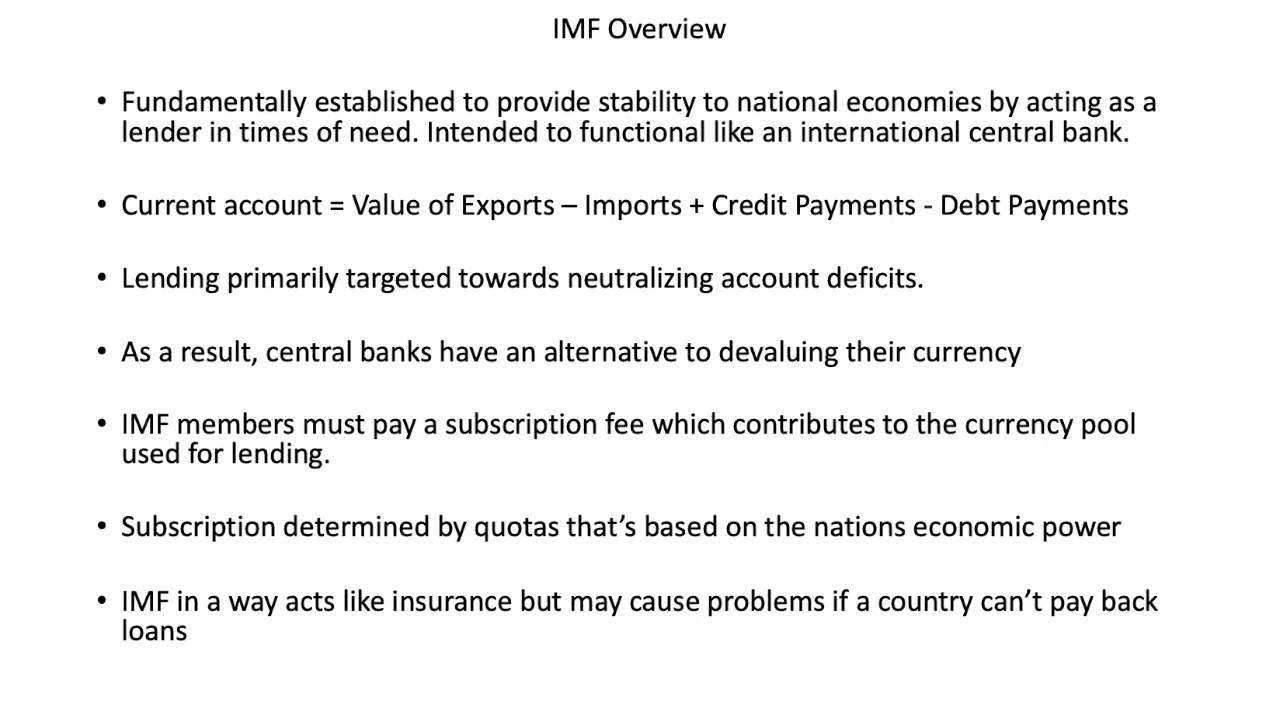 IMF Overview
• Fundamentally established to provide stability to national economies by acting as a
lender in times of need. Intended to functional like an international central bank.
• Current account = Value of Exports – Imports + Credit Payments - Debt Payments
• Lending primarily targeted towards neutralizing account deficits.
• As a result, central banks have an alternative to devaluing their currency
• IMF members must pay a subscription fee which contributes to the currency pool
used for lending.
• Subscription determined by quotas that’s based on the nations economic power
• IMF in a way acts like insurance but may cause problems if a country can’t pay back
loans